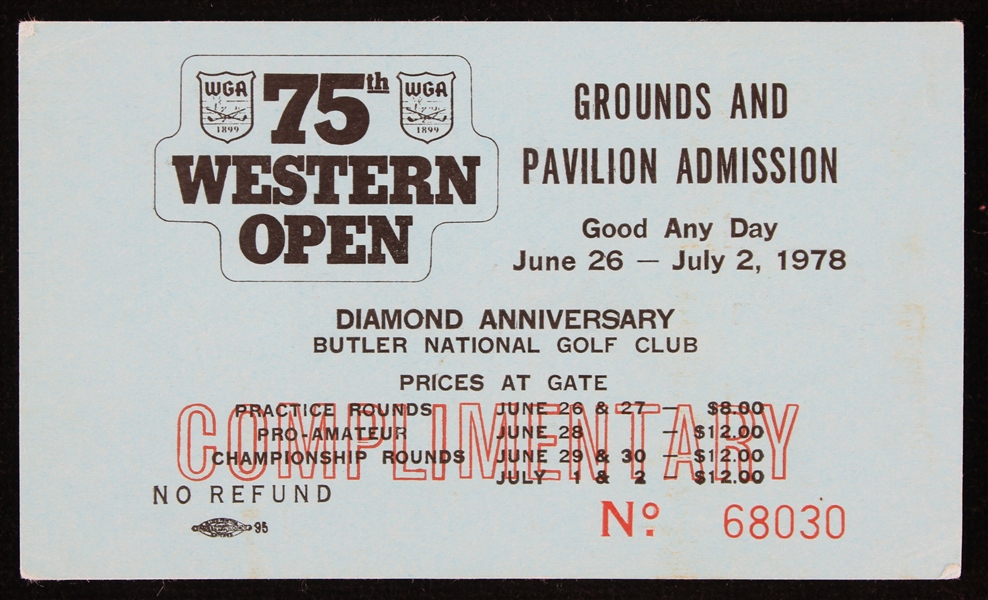 WGA 1899
75th
WGA 1899
WESTERN
OPEN
GROUNDS AND
PAVILION ADMISSION
Good Any Day
June 26 — July 2, 1978
DIAMOND ANNIVERSARY
BUTLER NATIONAL GOLF CLUB
PRICES AT GATE
PRACTICE ROUNDS JUNE 26 & 27 — $8.00
PRO-AMATEUR JUNE 28 — $12.00
CHAMPIONSHIP ROUNDS JUNE 29 & 30 — $12.00
JULY 1 & 2 — $12.00
COMPLIMENTARY
NO REFUND
95
No. 68030